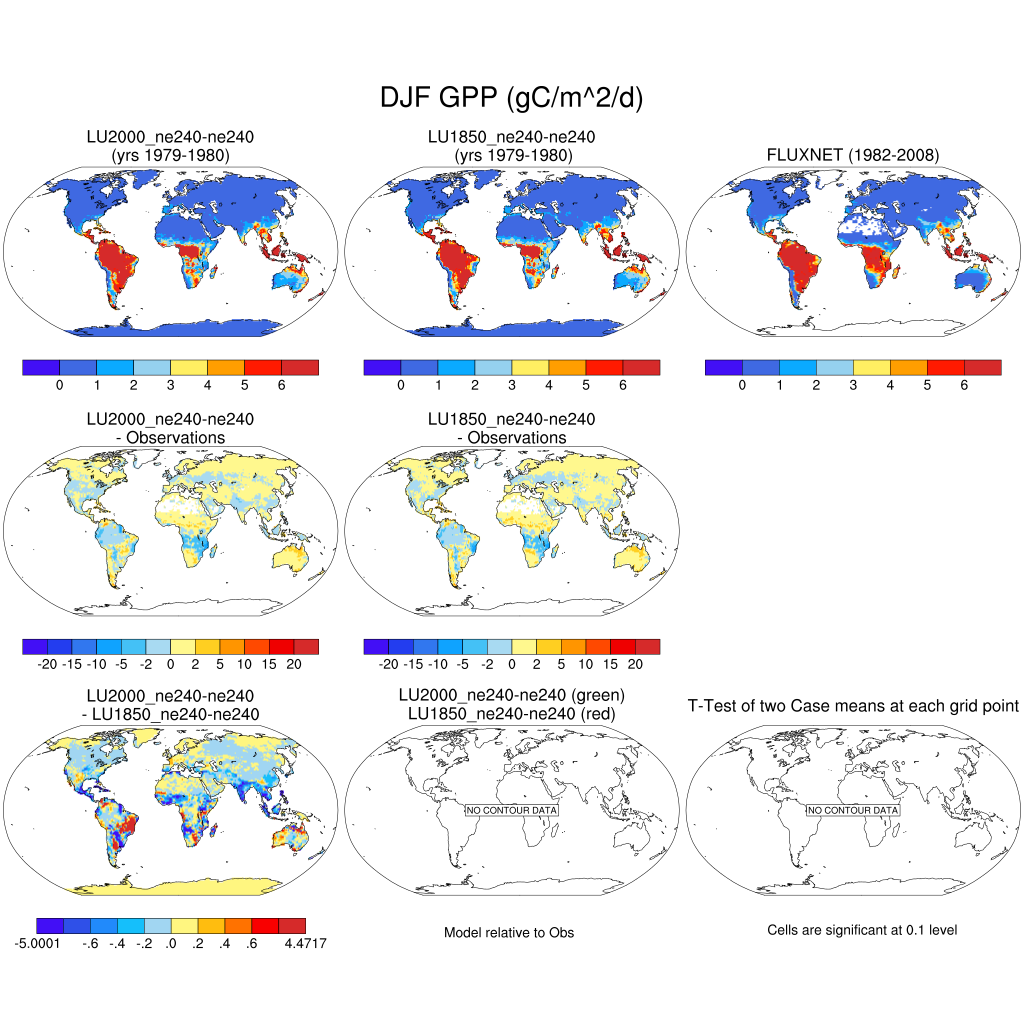 DJF GPP (gC/m^2/d)
LU2000_ne240-ne240
(yrs 1979-1980)
LU1850_ne240-ne240
(yrs 1979-1980)
FLUXNET (1982-2008)
0 1 2 3 4 5 6
0 1 2 3 4 5 6
0 1 2 3 4 5 6
LU2000_ne240-ne240
- Observations
LU1850_ne240-ne240
- Observations
-20 -15 -10 -5 -2 0 2 5 10 15 20
-20 -15 -10 -5 -2 0 2 5 10 15 20
LU2000_ne240-ne240
- LU1850_ne240-ne240
LU2000_ne240-ne240 (green)
LU1850_ne240-ne240 (red)
T-Test of two Case means at each grid point
NO CONTOUR DATA
NO CONTOUR DATA
-5.0001 -.6 -.4 -.2 .0 .2 .4 .6 4.4717
Model relative to Obs
Cells are significant at 0.1 level